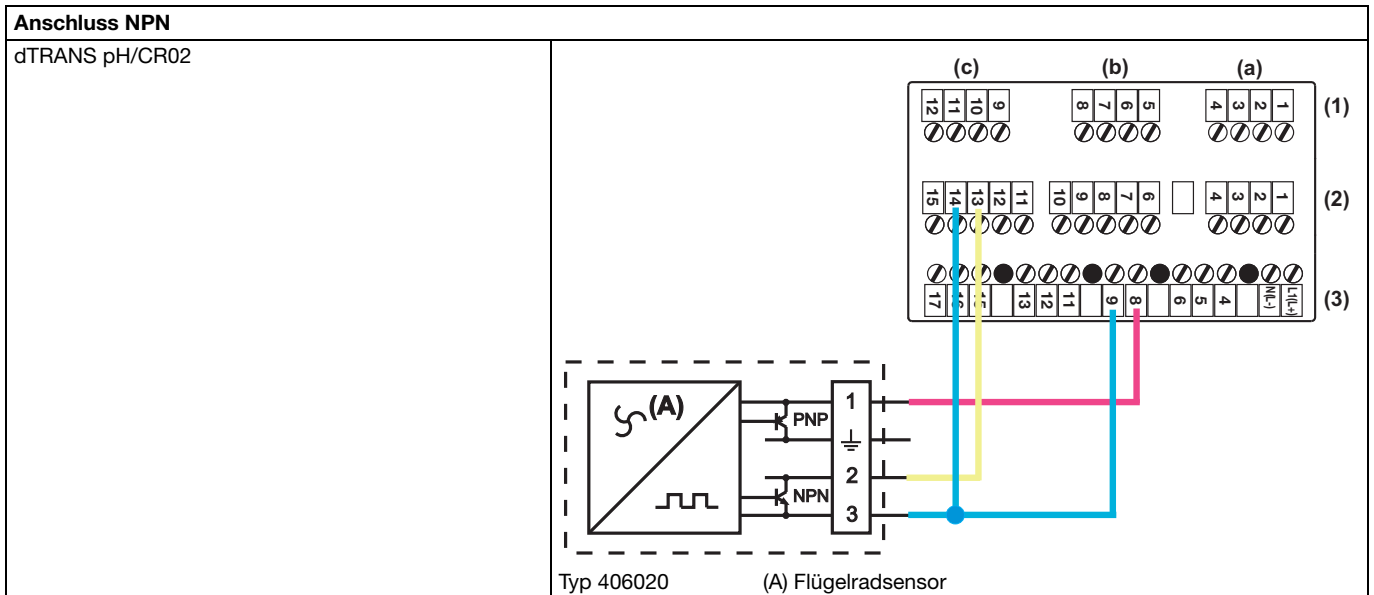 Anschluss NPN
dTRANS pH/CR02
(c) (b) (a)
12 11 10 9 8 7 6 5 4 3 2 1 (1)
15 14 13 12 11 10 9 8 7 6 4 3 2 1 (2)
17 16 15 13 12 11 9 8 6 5 4 N(L-) L1(L+) (3)
(A)
1
PNP
2
NPN
3
Typ 406020 (A) Flügelradsensor